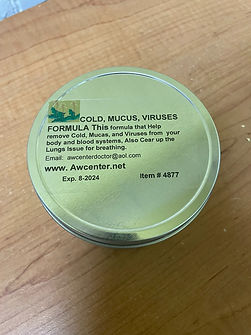 COLD, MUCUS, VIRUSES
FORMULA This formula that Help
remove Cold, Mucas, and Viruses from your
body and blood systems, Also Cear up the
Lungs Issue for breathing.
Email: awcenterdoctor@aol.com
www.Awcenter.net
Exp. 8-2024 Item # 4877